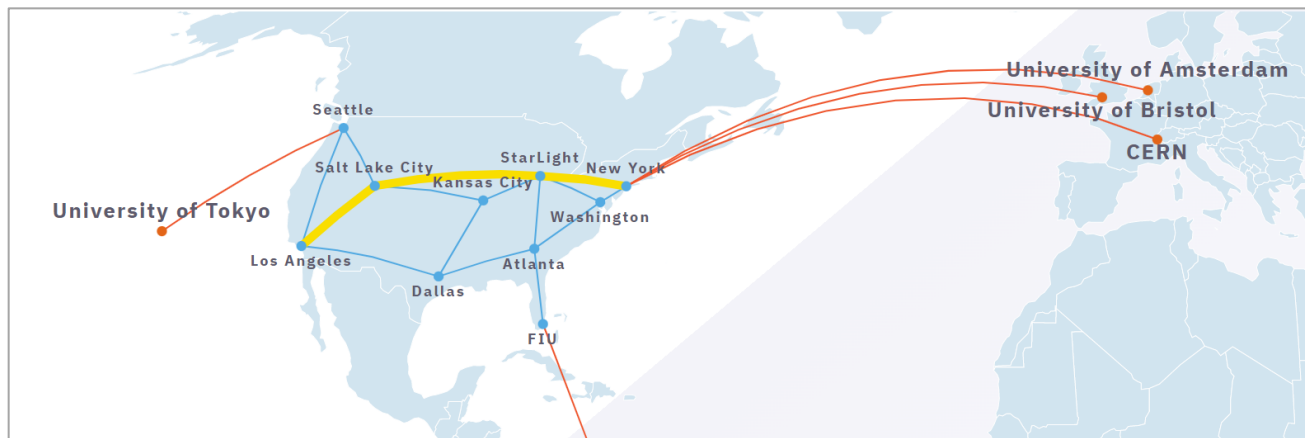 University of Amsterdam
University of Bristol
CERN
Seattle
StarLight
Salt Lake City
New York
Kansas City
University of Tokyo
Washington
Los Angeles
Atlanta
Dallas
FIU